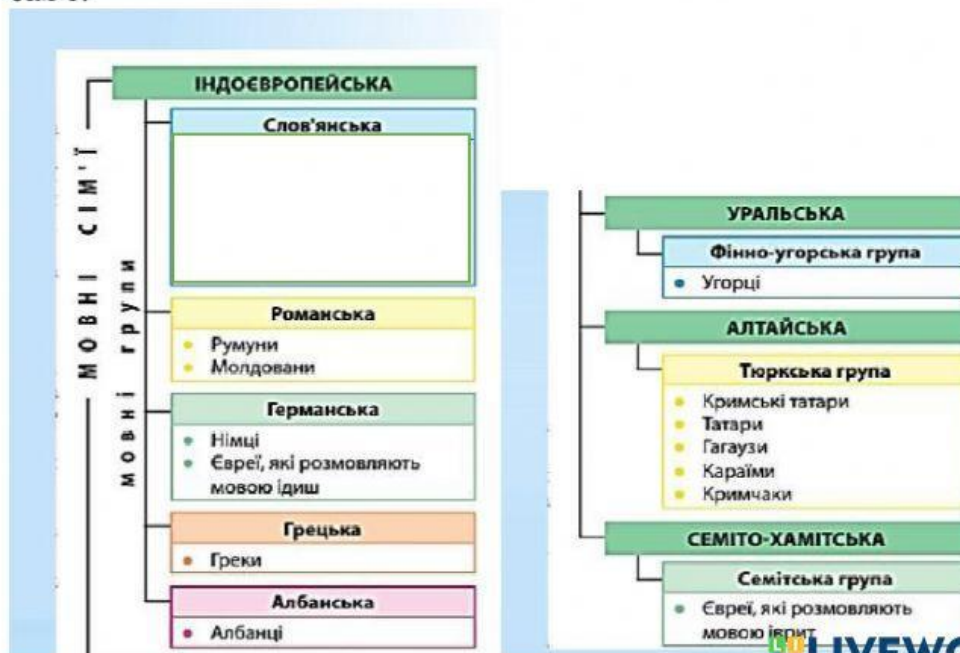 ІНДОЄВРОПЕЙСЬКА
Слов'янська
Романська
Румуни
Молдовани
Германська
Німці
Євреї, які розмовляють
мовою ідиш
Грецька
Греки
Албанська
Албанці
МОВНІ СІМ'Ї
мовні групи
УРАЛЬСЬКА
Фінно-угорська група
Угорці
АЛТАЙСЬКА
Тюркська група
Кримські татари
Татари
Гагаузи
Караїми
Кримчаки
СЕМІТО-ХАМІТСЬКА
Семітська група
Євреї, які розмовляють
мовою іврит